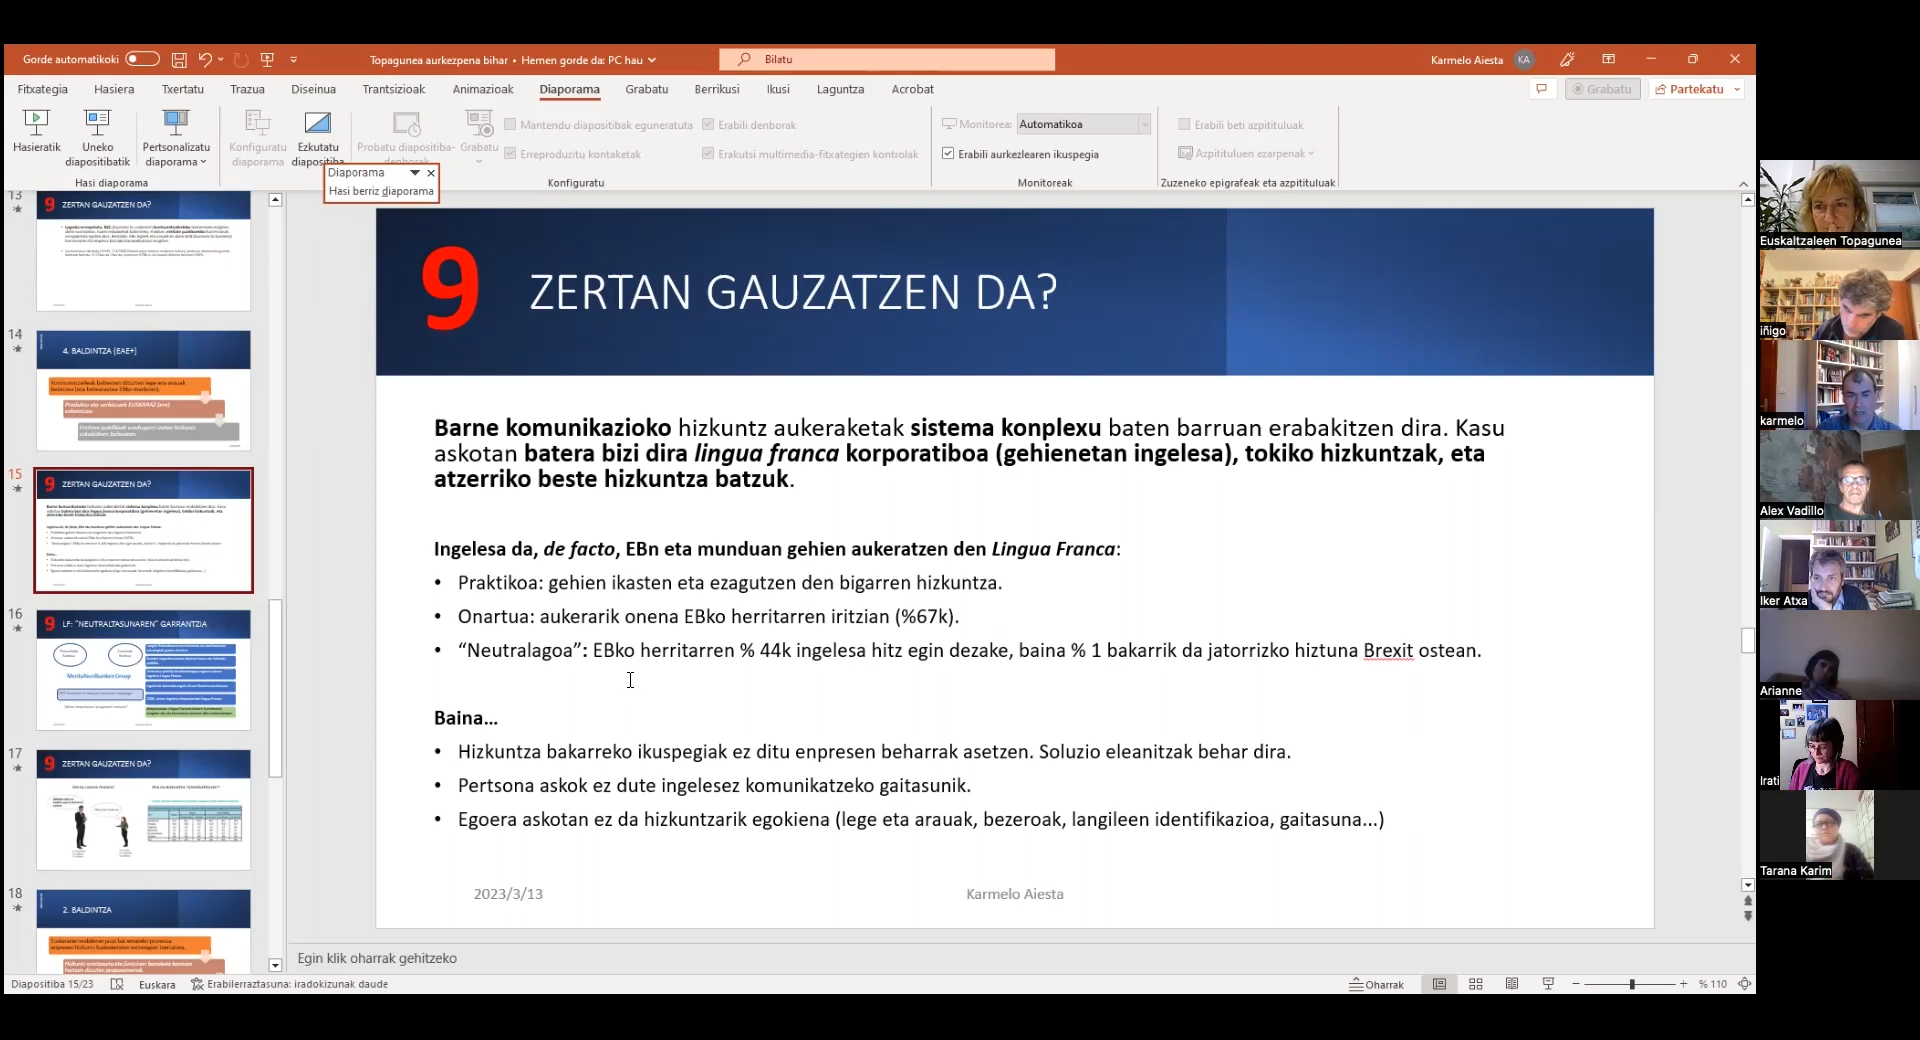 Gorde automatikoki
Topagunea aurkezpena bihar • Hemen gorde da: PC hau
Bilatu
Karmelo Aiesta
KA
Fitxategia Hasiera Txertatu Trazua Diseinua Trantsizioak Animazioak Diaporama Grabatu Berrikusi Ikusi Laguntza Acrobat
Grabatu
Partekatu
Hasieratik
Uneko
diapositibatik
Pertsonalizatu
diaporama
Konfiguratu
diaporama
Ezkutatu
diapositiba
Probatu diapositiba-
Grabatu
Mantendu diapositibak eguneratuta
Erreproduzitu kontaketak
Erabili denborak
Erakutsi multimedia-fitxategien kontrolak
Monitorea: Automatikoa
Erabili aurkezlearen ikuspegia
Erabili beti azpitituluak
Azpitituluen ezarpenak
Hasi diaporama
Konfiguratu
Monitoreak
Zuzeneko epigrafeak eta azpitituluak
Diaporama
Hasi berriz diaporama
13
9 ZERTAN GAUZATZEN DA?
14
4. BALDINTZA (EAE+)
15
9 ZERTAN GAUZATZEN DA?
16
9 LF: "NEUTRALTASUNAREN" GARRANTZIA
17
9 ZERTAN GAUZATZEN DA?
18
2. BALDINTZA
9 ZERTAN GAUZATZEN DA?
Barne komunikazioko hizkuntz aukeraketak sistema konplexu baten barruan erabakitzen dira. Kasu
askotan batera bizi dira lingua franca korporatiboa (gehienetan ingelesa), tokiko hizkuntzak, eta
atzerriko beste hizkuntza batzuk.
Ingelesa da, de facto, EBn eta munduan gehien aukeratzen den Lingua Franca:
• Praktikoa: gehien ikasten eta ezagutzen den bigarren hizkuntza.
• Onartua: aukerarik onena EBko herritarren iritzian (%67k).
• “Neutralagoa”: EBko herritarren % 44k ingelesa hitz egin dezake, baina % 1 bakarrik da jatorrizko hiztuna Brexit ostean.
Baina...
• Hizkuntza bakarreko ikuspegiak ez ditu enpresen beharrak asetzen. Soluzio eleanitzak behar dira.
• Pertsona askok ez dute ingelesez komunikatzeko gaitasunik.
• Egoera askotan ez da hizkuntzarik egokiena (lege eta arauak, bezeroak, langileen identifikazioa, gaitasuna...)
2023/3/13
Karmelo Aiesta
Egin klik oharrak gehitzeko
Diapositiba 15/23
Euskara
Erabilerraztasuna: iradokizunak daude
Oharrak
% 110
Euskaltzaleen Topagunea
iñigo
karmelo
Alex Vadillo
Iker Atxa
Arianne
Irati
Tarana Karim